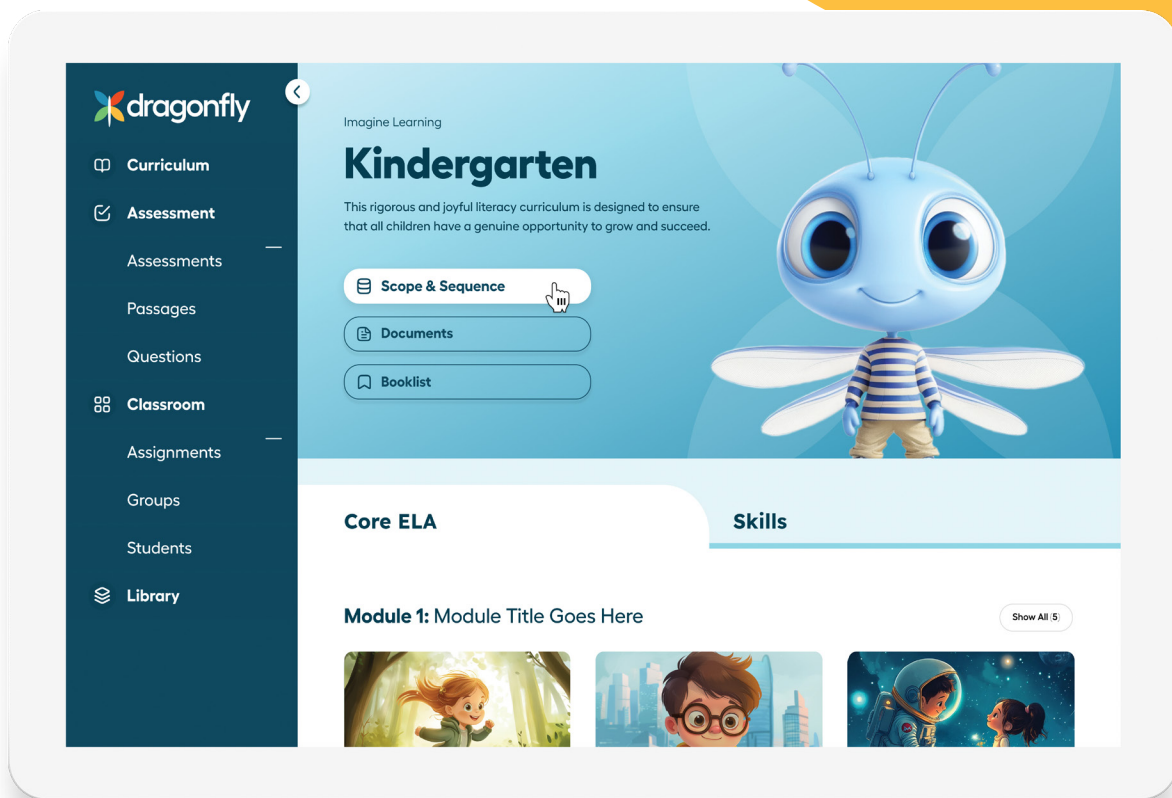 dragonfly
Curriculum
Assessment
Assessments
Passages
Questions
Classroom
Assignments
Groups
Students
Library
Imagine Learning
Kindergarten
This rigorous and joyful literacy curriculum is designed to ensure
that all children have a genuine opportunity to grow and succeed.
Scope & Sequence
Documents
Booklist
Core ELA
Skills
Module 1: Module Title Goes Here
Show All (5)